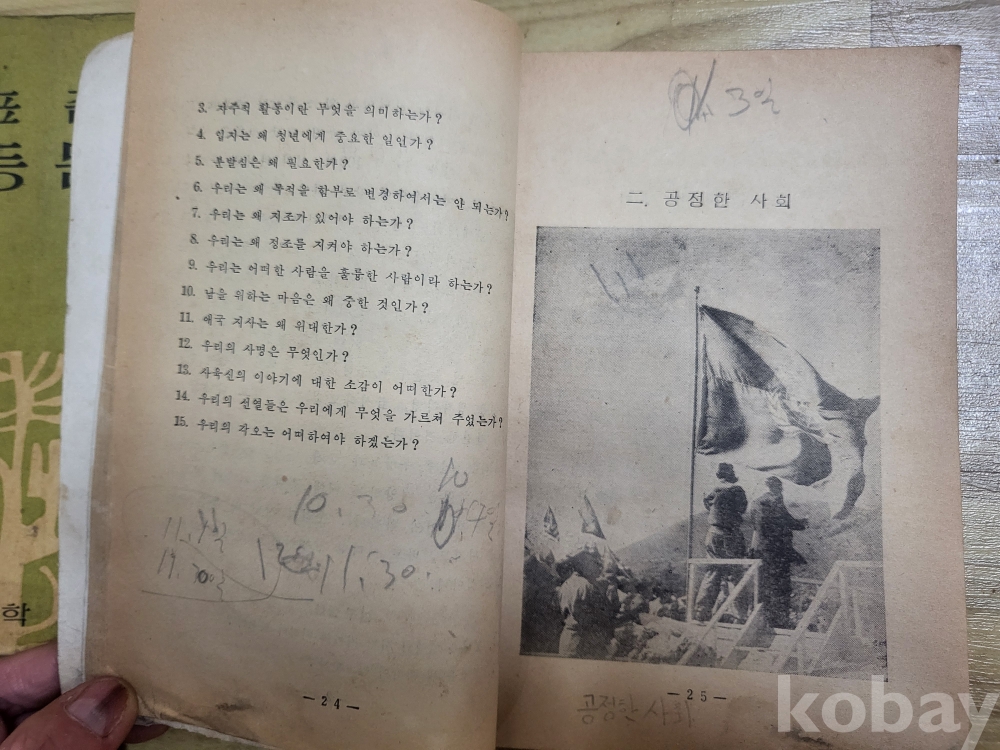 3. 자주적 활동이란 무엇을 의미하는가?
4. 입지는 왜 청년에게 중요한 일인가?
5. 분발심은 왜 필요한가?
6. 우리는 왜 목적을 함부로 변경하여서는 안 되는가?
7. 우리는 왜 지조가 있어야 하는가?
8. 우리는 왜 정조를 지켜야 하는가?
9. 우리는 어떠한 사람을 훌륭한 사람이라 하는가?
10. 남을 위하는 마음은 왜 중한 것인가?
11. 애국 지사는 왜 위대한가?
12. 우리의 사명은 무엇인가?
13. 사육신의 이야기에 대한 소감이 어떠한가?
14. 우리의 선열들은 우리에게 무엇을 가르쳐 주었는가?
15. 우리의 각오는 어떠하여야 하겠는가?
10. 30
10
11.30.
—24—
3일
二. 공정한 사회
—25—
공정한 사회
학
kobay